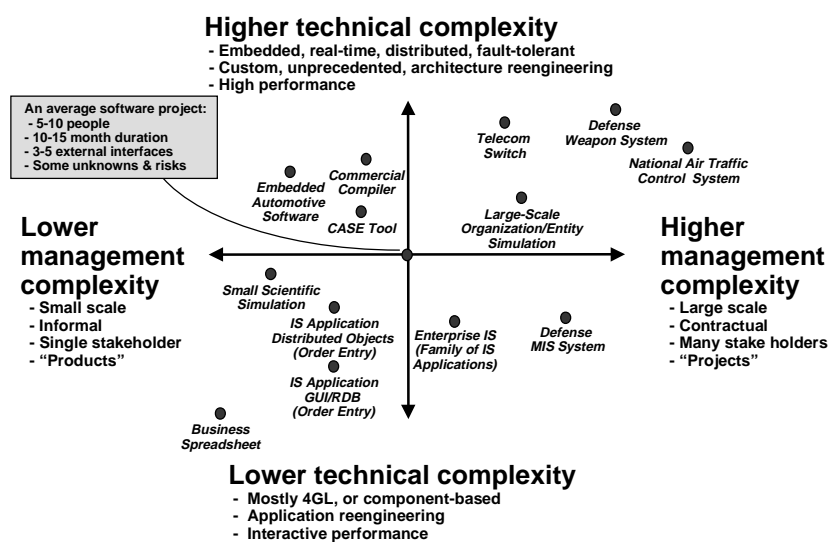 Higher technical complexity
- Embedded, real-time, distributed, fault-tolerant
- Custom, unprecedented, architecture reengineering
- High performance
An average software project:
- 5-10 people
- 10-15 month duration
- 3-5 external interfaces
- Some unknowns & risks
Commercial
Compiler
Embedded
Automotive
Software
CASE Tool
Telecom
Switch
Defense
Weapon System
National Air Traffic
Control System
Large-Scale
Organization/Entity
Simulation
Lower
management
complexity
- Small scale
- Informal
- Single stakeholder
- “Products”
Higher
management
complexity
- Large scale
- Contractual
- Many stake holders
- “Projects”
Small Scientific
Simulation
IS Application
Distributed Objects
(Order Entry)
IS Application
GUI/RDB
(Order Entry)
Business
Spreadsheet
Enterprise IS
(Family of IS
Applications)
Defense
MIS System
Lower technical complexity
- Mostly 4GL, or component-based
- Application reengineering
- Interactive performance